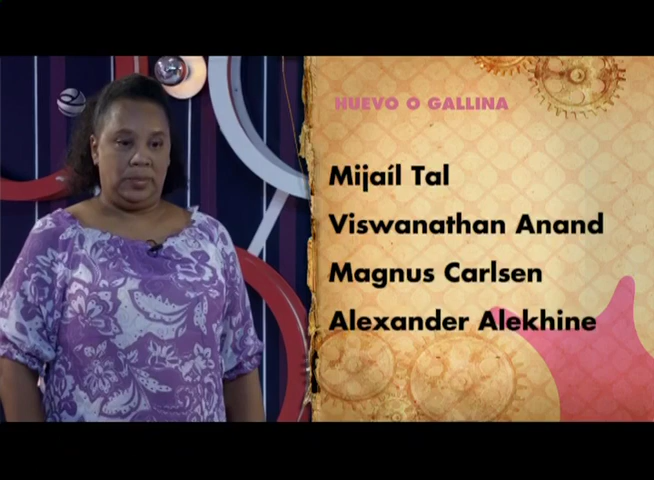 HUEVO O GALLINA
Mijaíl Tal
Viswanathan Anand
Magnus Carlsen
Alexander Alekhine